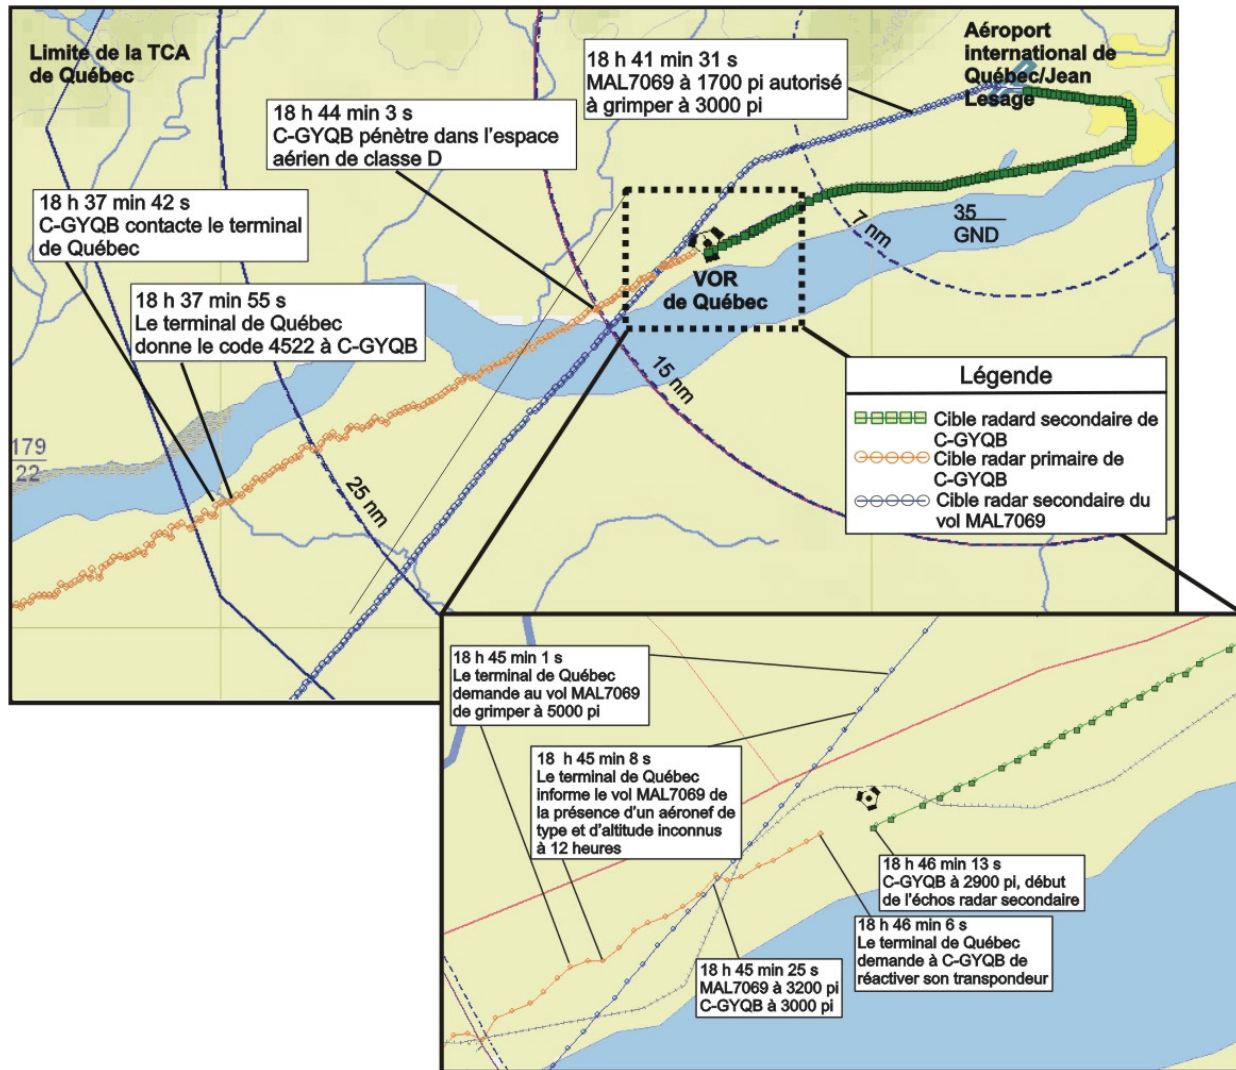 Limite de la TCA
de Québec
18 h 41 min 31 s
MAL7069 à 1700 pi autorisé
à grimper à 3000 pi
Aéroport
international de
Québec/Jean
Lesage
18 h 44 min 3 s
C-GYQB pénètre dans l'espace
aérien de classe D
18 h 37 min 42 s
C-GYQB contacte le terminal
de Québec
18 h 37 min 55 s
Le terminal de Québec
donne le code 4522 à C-GYQB
VOR
de Québec
7 nm
35
GND
15 nm
25 nm
179
22
Légende
Cible radard secondaire de
C-GYQB
Cible radar primaire de
C-GYQB
Cible radar secondaire du
vol MAL7069
18 h 45 min 1 s
Le terminal de Québec
demande au vol MAL7069
de grimper à 5000 pi
18 h 45 min 8 s
Le terminal de Québec
informe le vol MAL7069 de
la présence d'un aéronef de
type et d'altitude inconnus
à 12 heures
18 h 46 min 13 s
C-GYQB à 2900 pi, début
de l'échos radar secondaire
18 h 46 min 6 s
Le terminal de Québec
demande à C-GYQB de
réactiver son transpondeur
18 h 45 min 25 s
MAL7069 à 3200 pi
C-GYQB à 3000 pi